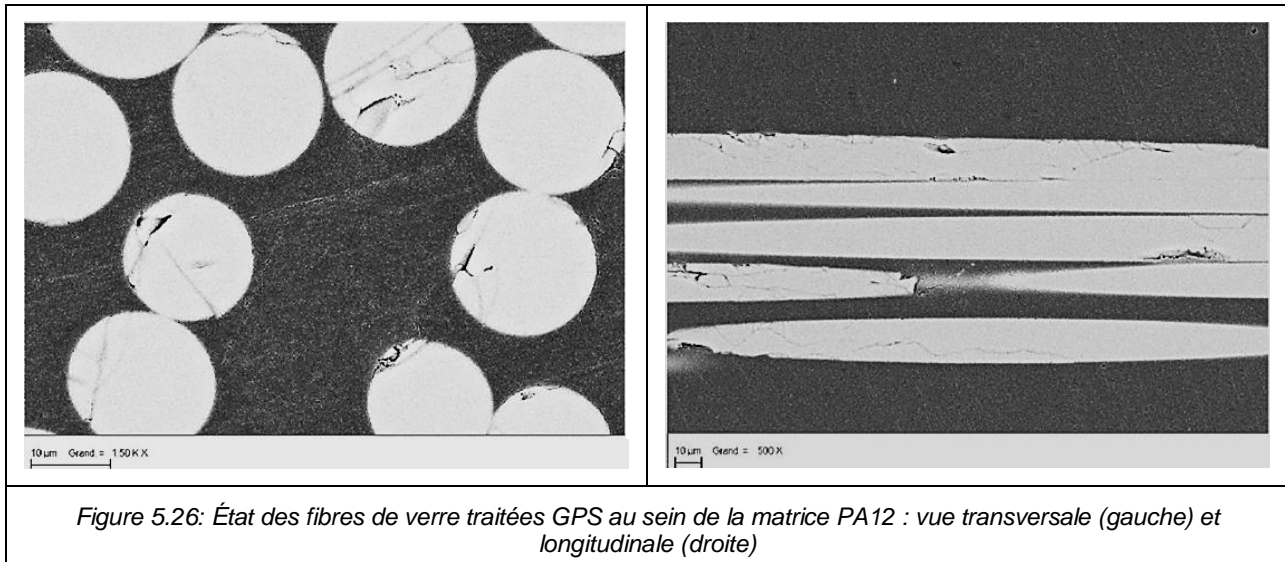 10 µm Grand. = 1.50 K X
10 µm Grand. = 500 X
Figure 5.26: État des fibres de verre traitées GPS au sein de la matrice PA12 : vue transversale (gauche) et
longitudinale (droite)